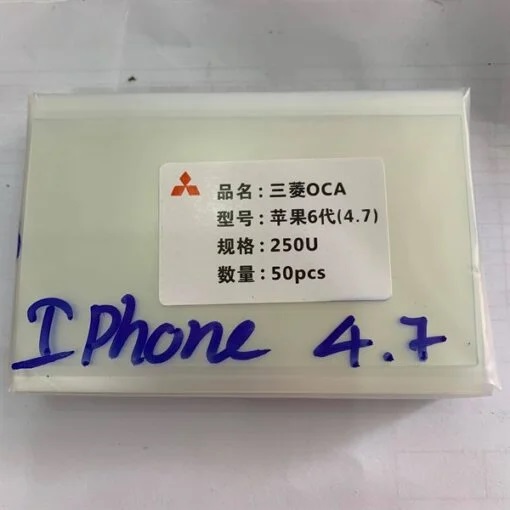 品名:三菱OCA
型号:苹果6代(4.7)
规格:250U
数量:50pcs
IPhone 4.7